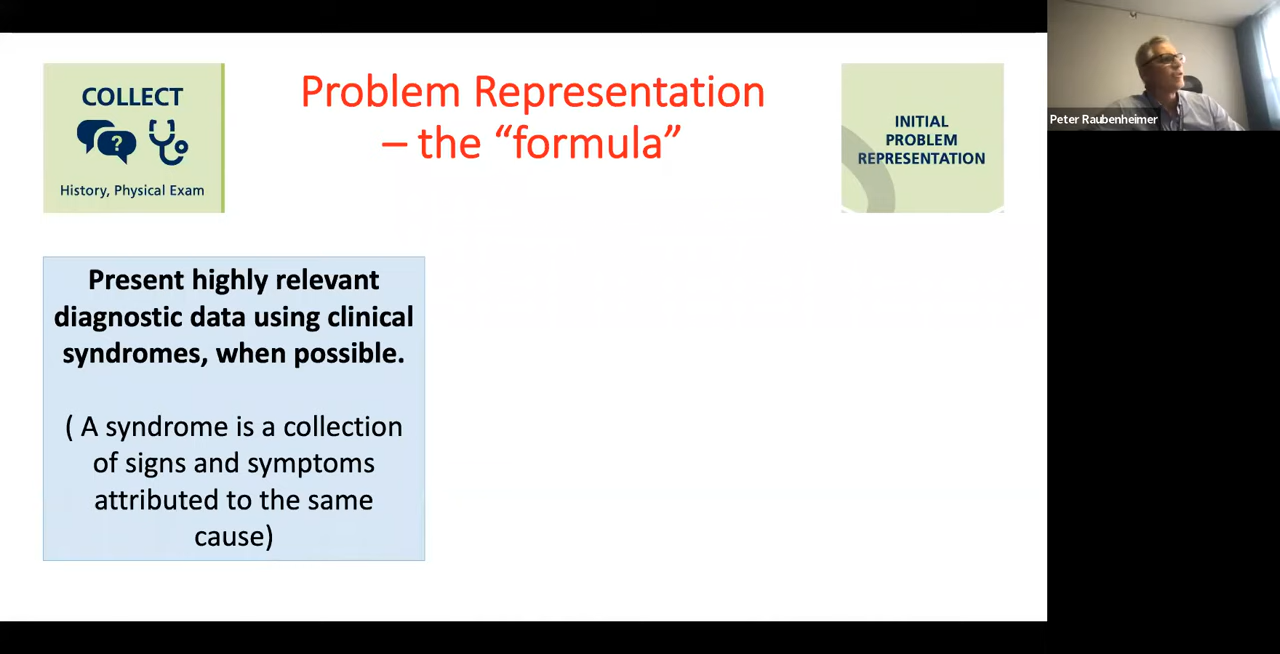 COLLECT
?
History, Physical Exam
Problem Representation
– the “formula”
INITIAL
PROBLEM
REPRESENTATION
Peter Raubenheimer
Present highly relevant
diagnostic data using clinical
syndromes, when possible.
( A syndrome is a collection
of signs and symptoms
attributed to the same
cause)